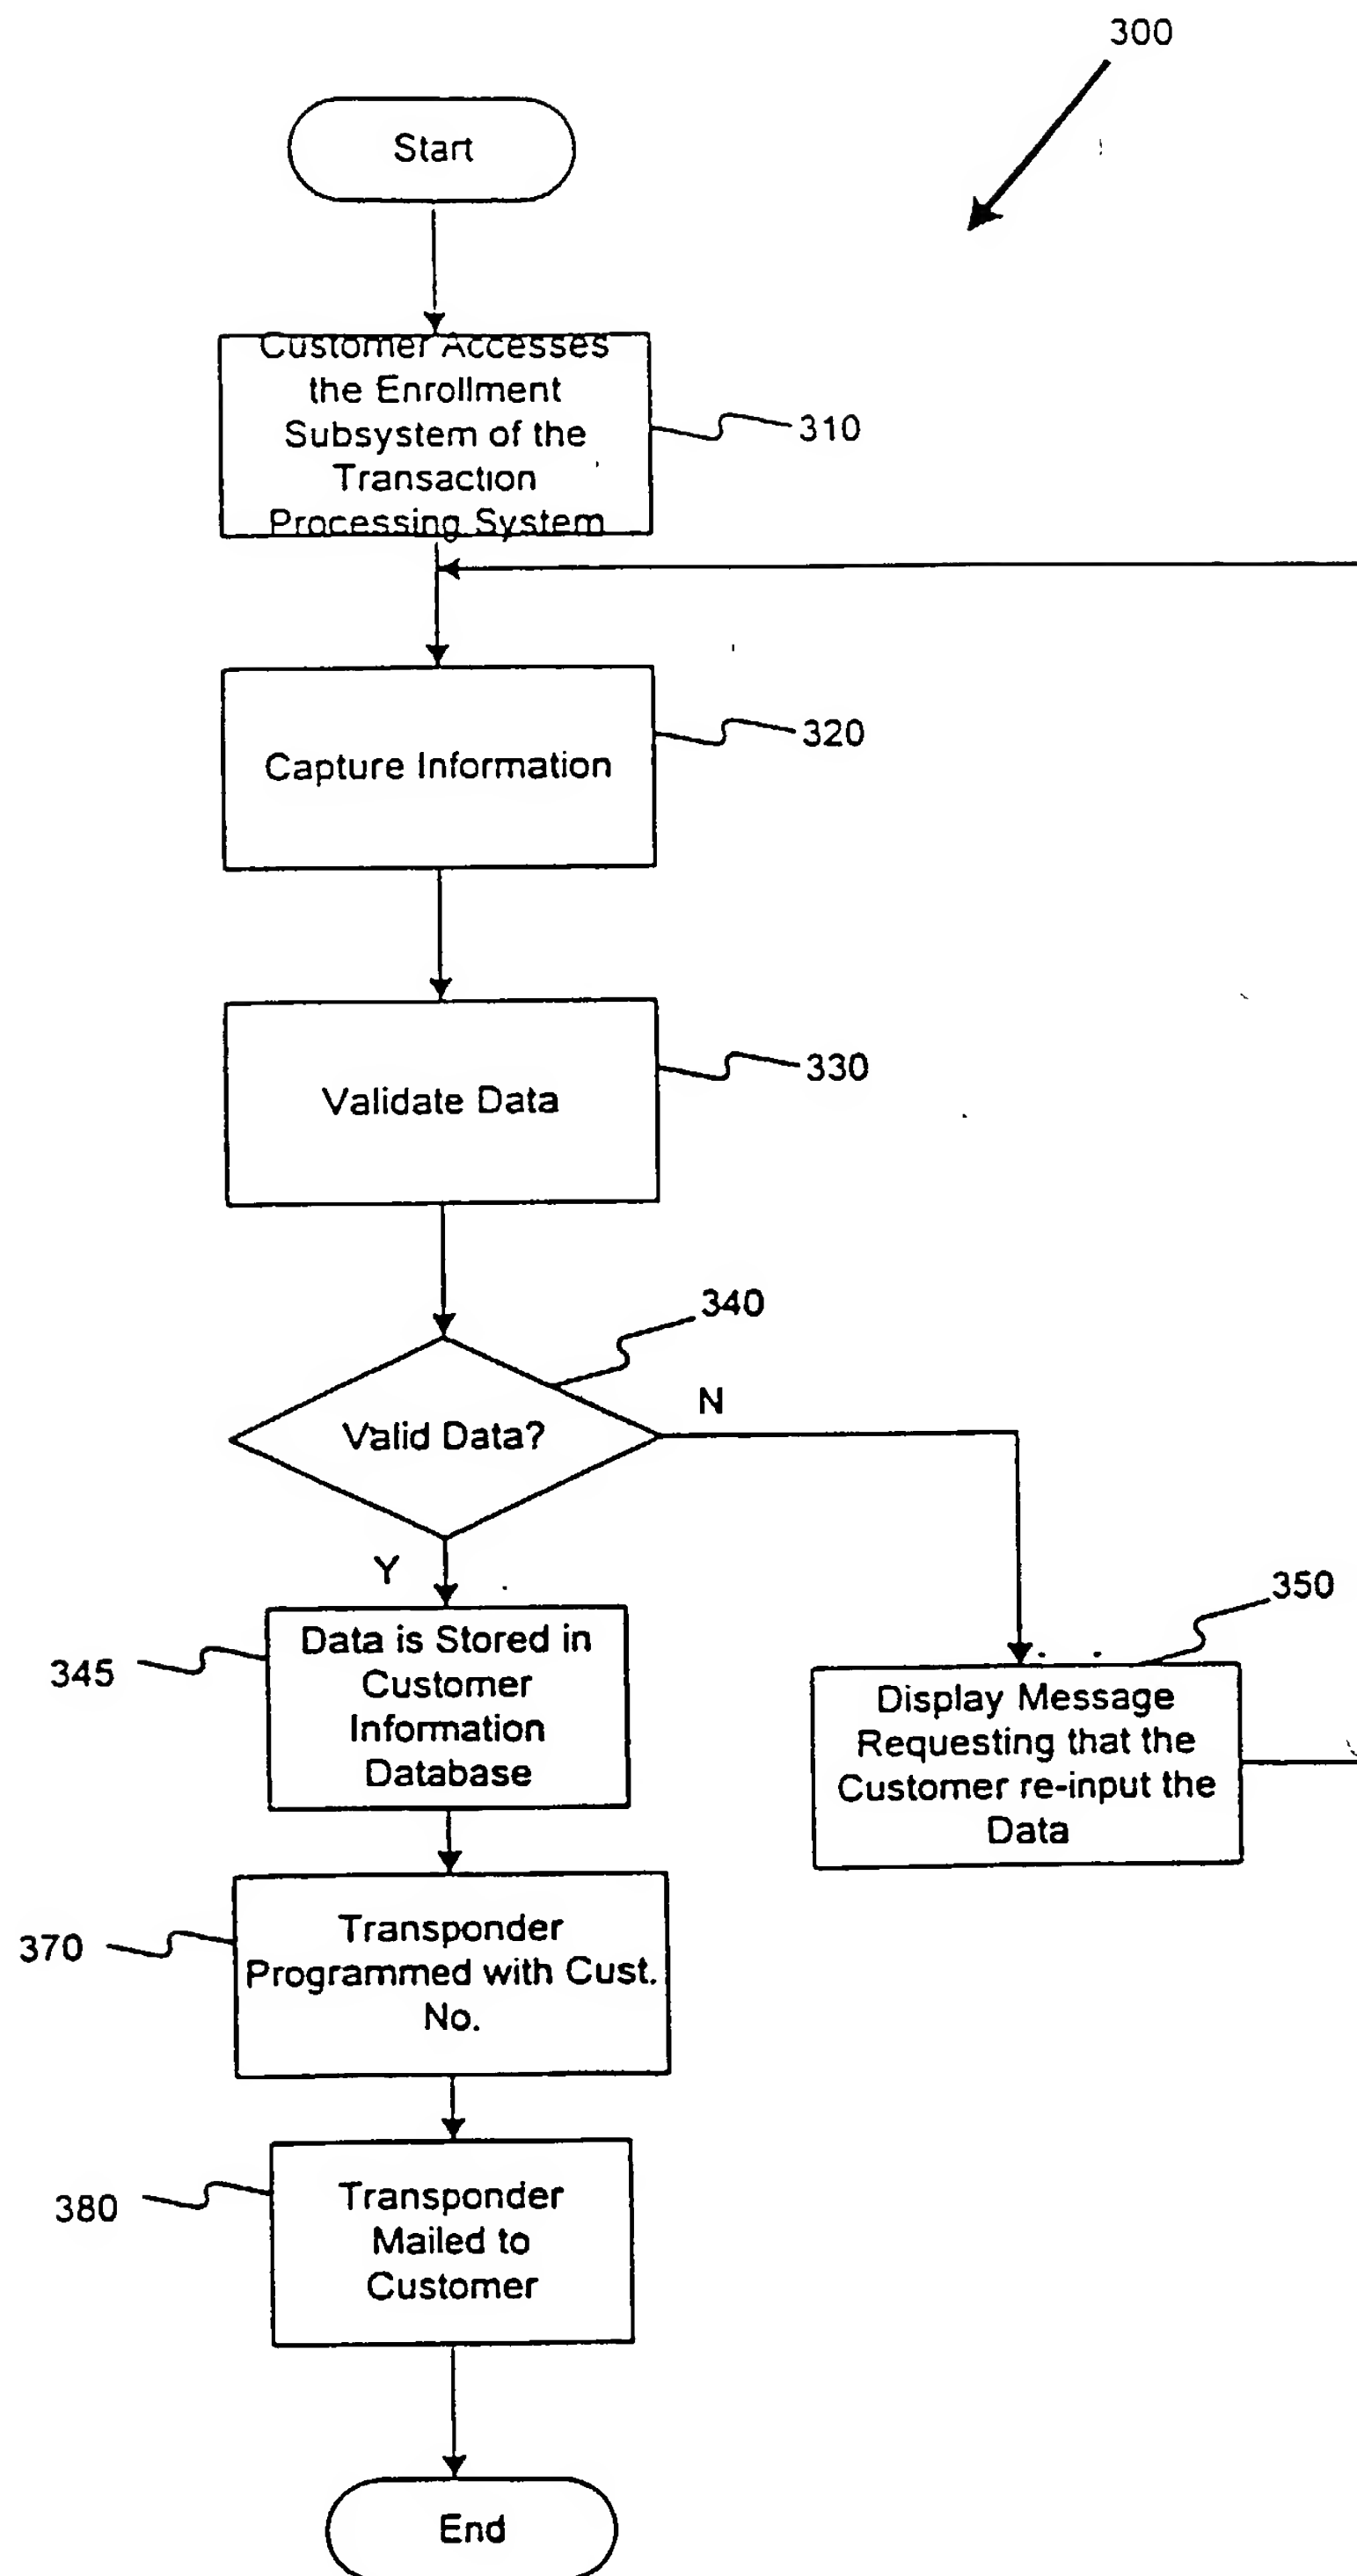 300
Start
Customer Accesses
the Enrollment
Subsystem of the
Transaction
Processing System
310
Capture Information
320
Validate Data
330
340
Valid Data?
N
Y
345
Data is Stored in
Customer
Information
Database
350
Display Message
Requesting that the
Customer re-input the
Data
370
Transponder
Programmed with Cust.
No.
380
Transponder
Mailed to
Customer
End